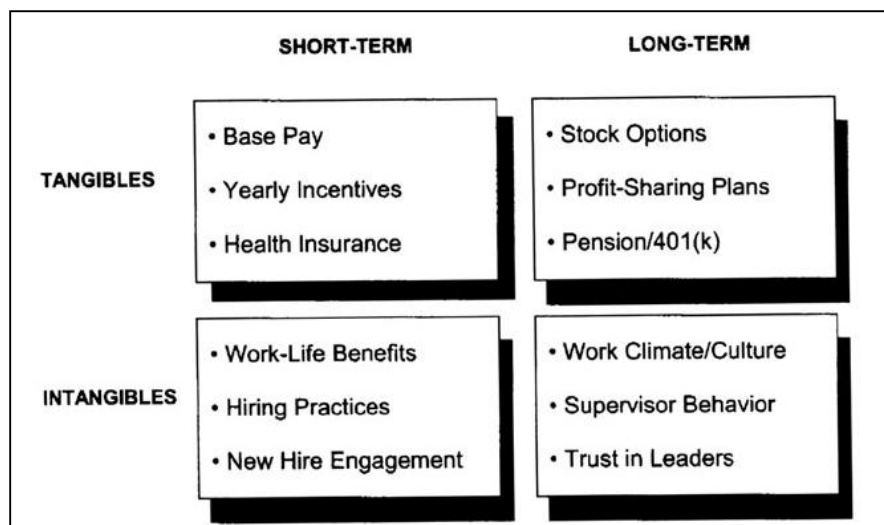 SHORT-TERM
LONG-TERM
TANGIBLES
• Base Pay
• Yearly Incentives
• Health Insurance
• Stock Options
• Profit-Sharing Plans
• Pension/401(k)
INTANGIBLES
• Work-Life Benefits
• Hiring Practices
• New Hire Engagement
• Work Climate/Culture
• Supervisor Behavior
• Trust in Leaders